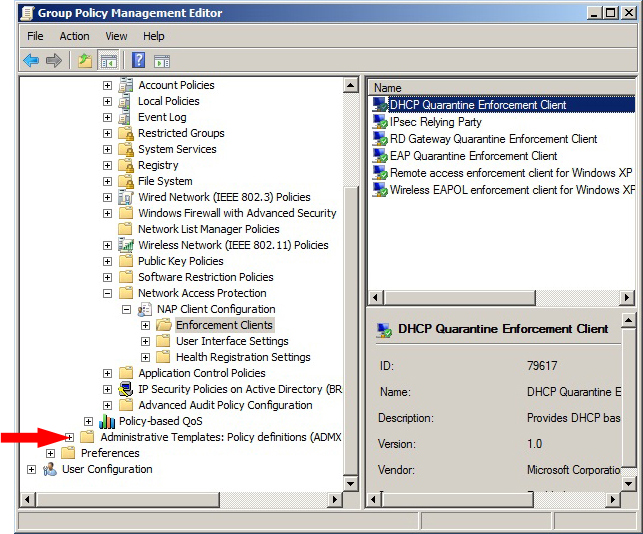 Group Policy Management Editor
File Action View Help
Account Policies
Local Policies
Event Log
Restricted Groups
System Services
Registry
File System
Wired Network (IEEE 802.3) Policies
Windows Firewall with Advanced Security
Network List Manager Policies
Wireless Network (IEEE 802.11) Policies
Public Key Policies
Software Restriction Policies
Network Access Protection
NAP Client Configuration
Enforcement Clients
User Interface Settings
Health Registration Settings
Application Control Policies
IP Security Policies on Active Directory (BR
Advanced Audit Policy Configuration
Policy-based QoS
Administrative Templates: Policy definitions (ADMX
Preferences
User Configuration
Name
DHCP Quarantine Enforcement Client
IPsec Relying Party
RD Gateway Quarantine Enforcement Client
EAP Quarantine Enforcement Client
Remote access enforcement client for Windows XP
Wireless EAPOL enforcement client for Windows XP
DHCP Quarantine Enforcement Client
ID: 79617
Name: DHCP Quarantine E
Description: Provides DHCP bas
Version: 1.0
Vendor: Microsoft Corporatio